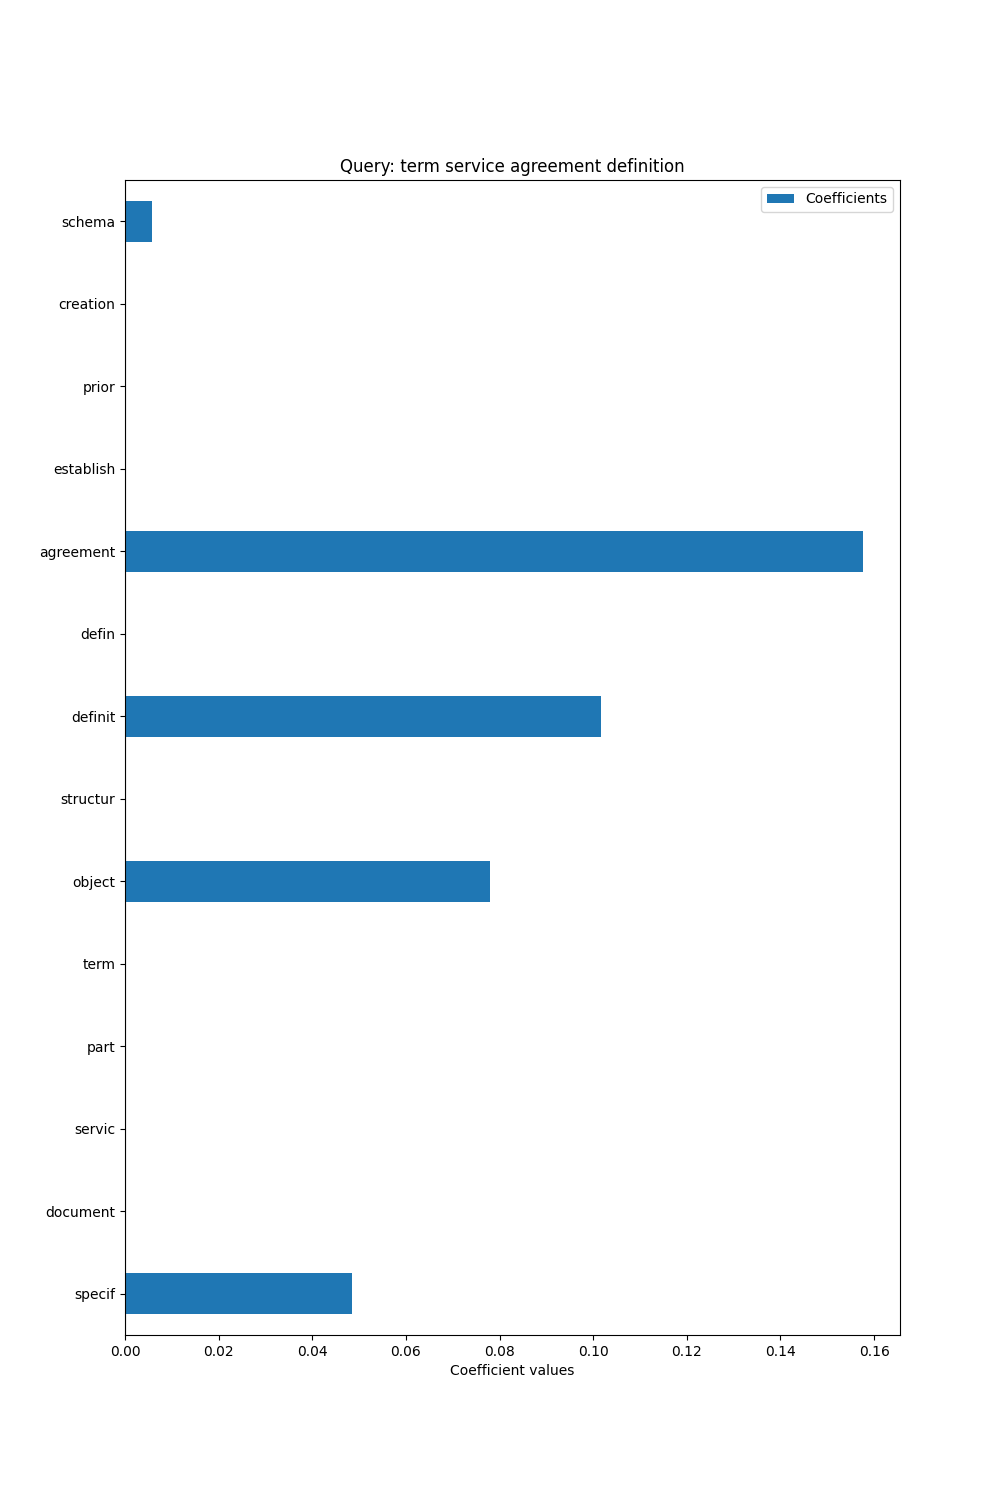 Query: term service agreement definition
Coefficients
schema
creation
prior
establish
agreement
defin
definit
structur
object
term
part
servic
document
specif
0.00 0.02 0.04 0.06 0.08 0.10 0.12 0.14 0.16
Coefficient values